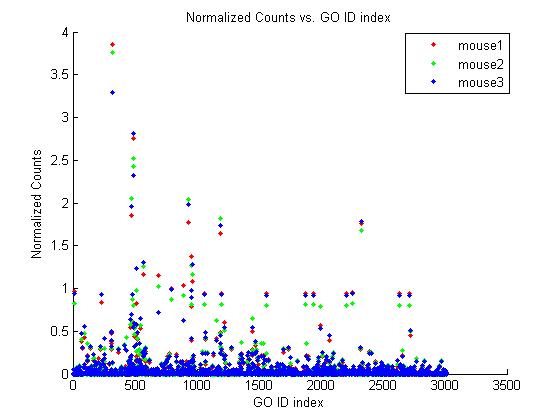 Normalized Counts vs. GO ID index
mouse1
mouse2
mouse3
4
3.5
3
2.5
2
1.5
1
0.5
0
Normalized Counts
0 500 1000 1500 2000 2500 3000 3500
GO ID index